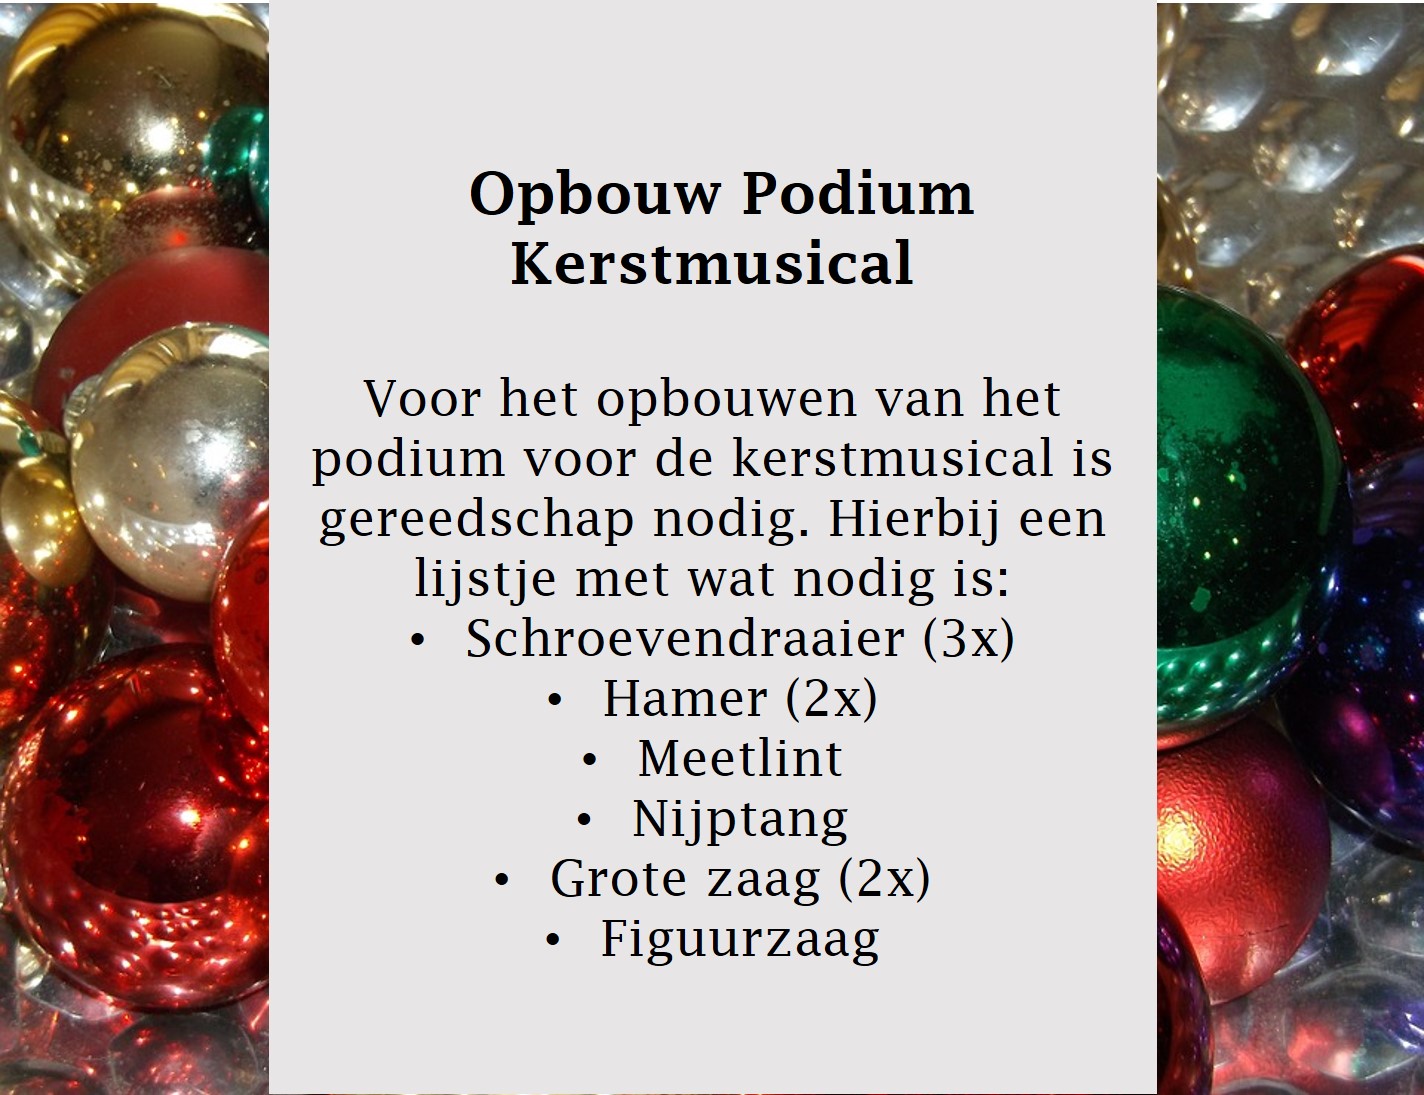 Opbouw Podium
Kerstmusical
Voor het opbouwen van het
podium voor de kerstmusical is
gereedschap nodig. Hierbij een
lijstje met wat nodig is:
• Schroevendraaier (3x)
• Hamer (2x)
• Meetlint
• Nijptang
• Grote zaag (2x)
• Figuurzaag